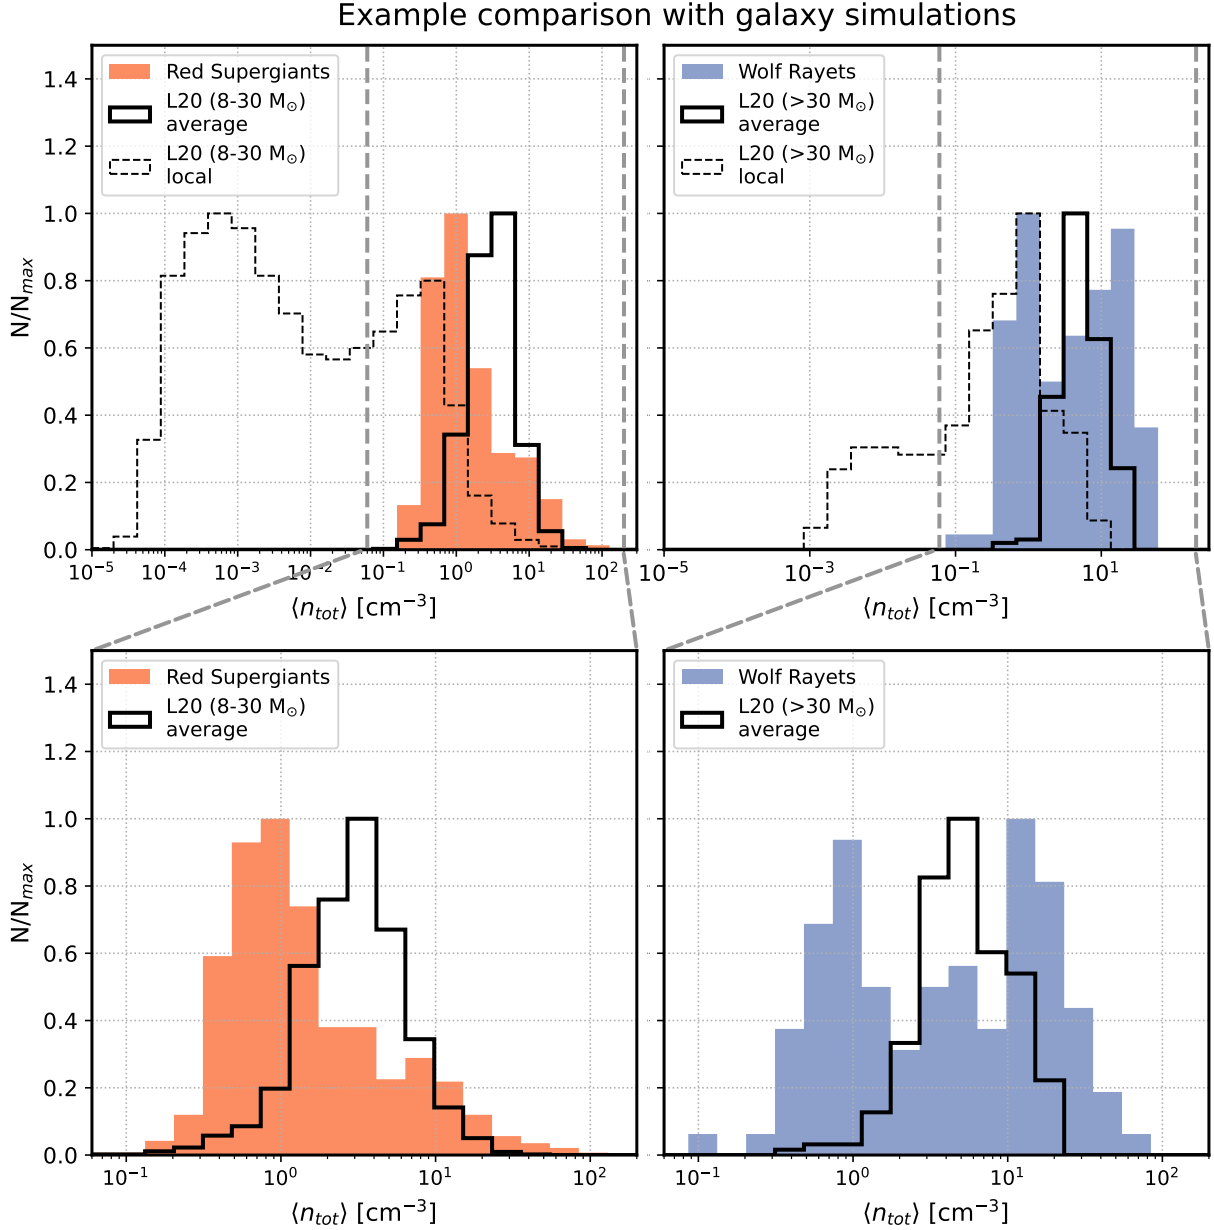 Example comparison with galaxy simulations
Red Supergiants
L20 (8-30 M⊙)
average
L20 (8-30 M⊙)
local
N/Nmax
1.4
1.2
1.0
0.8
0.6
0.4
0.2
0.0
10⁻⁵ 10⁻⁴ 10⁻³ 10⁻² 10⁻¹ 10⁰ 10¹ 10²
⟨ntot⟩ [cm⁻³]
Wolf Rayets
L20 (>30 M⊙)
average
L20 (>30 M⊙)
local
10⁻⁵ 10⁻³ 10⁻¹ 10¹
⟨ntot⟩ [cm⁻³]
Red Supergiants
L20 (8-30 M⊙)
average
N/Nmax
1.4
1.2
1.0
0.8
0.6
0.4
0.2
0.0
10⁻¹ 10⁰ 10¹ 10²
⟨ntot⟩ [cm⁻³]
Wolf Rayets
L20 (>30 M⊙)
average
10⁻¹ 10⁰ 10¹ 10²
⟨ntot⟩ [cm⁻³]